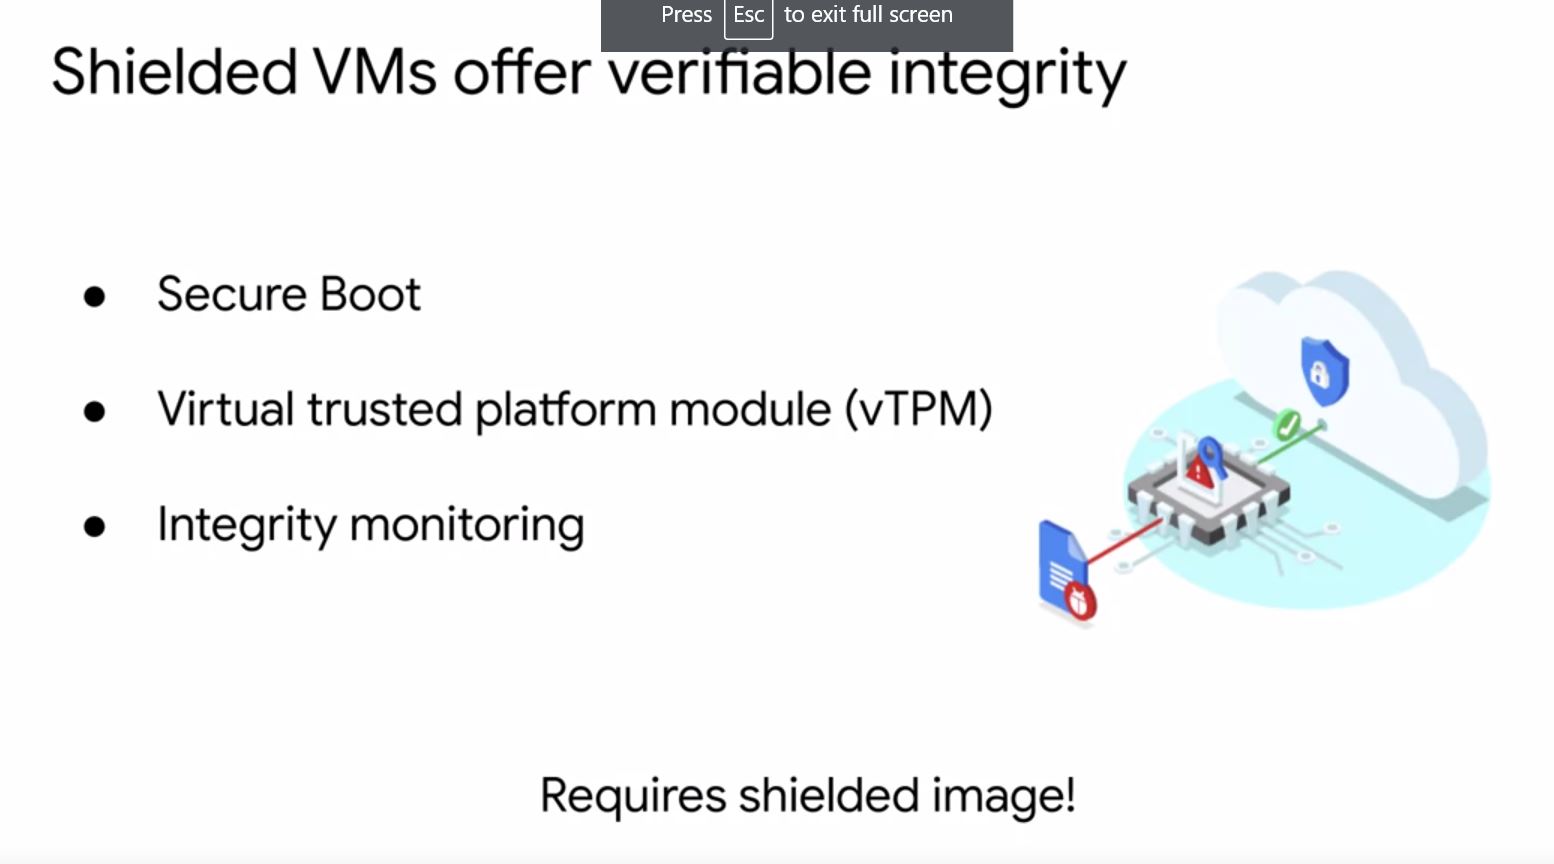 Press Esc to exit full screen
Shielded VMs offer verifiable integrity
● Secure Boot
● Virtual trusted platform module (vTPM)
● Integrity monitoring
Requires shielded image!